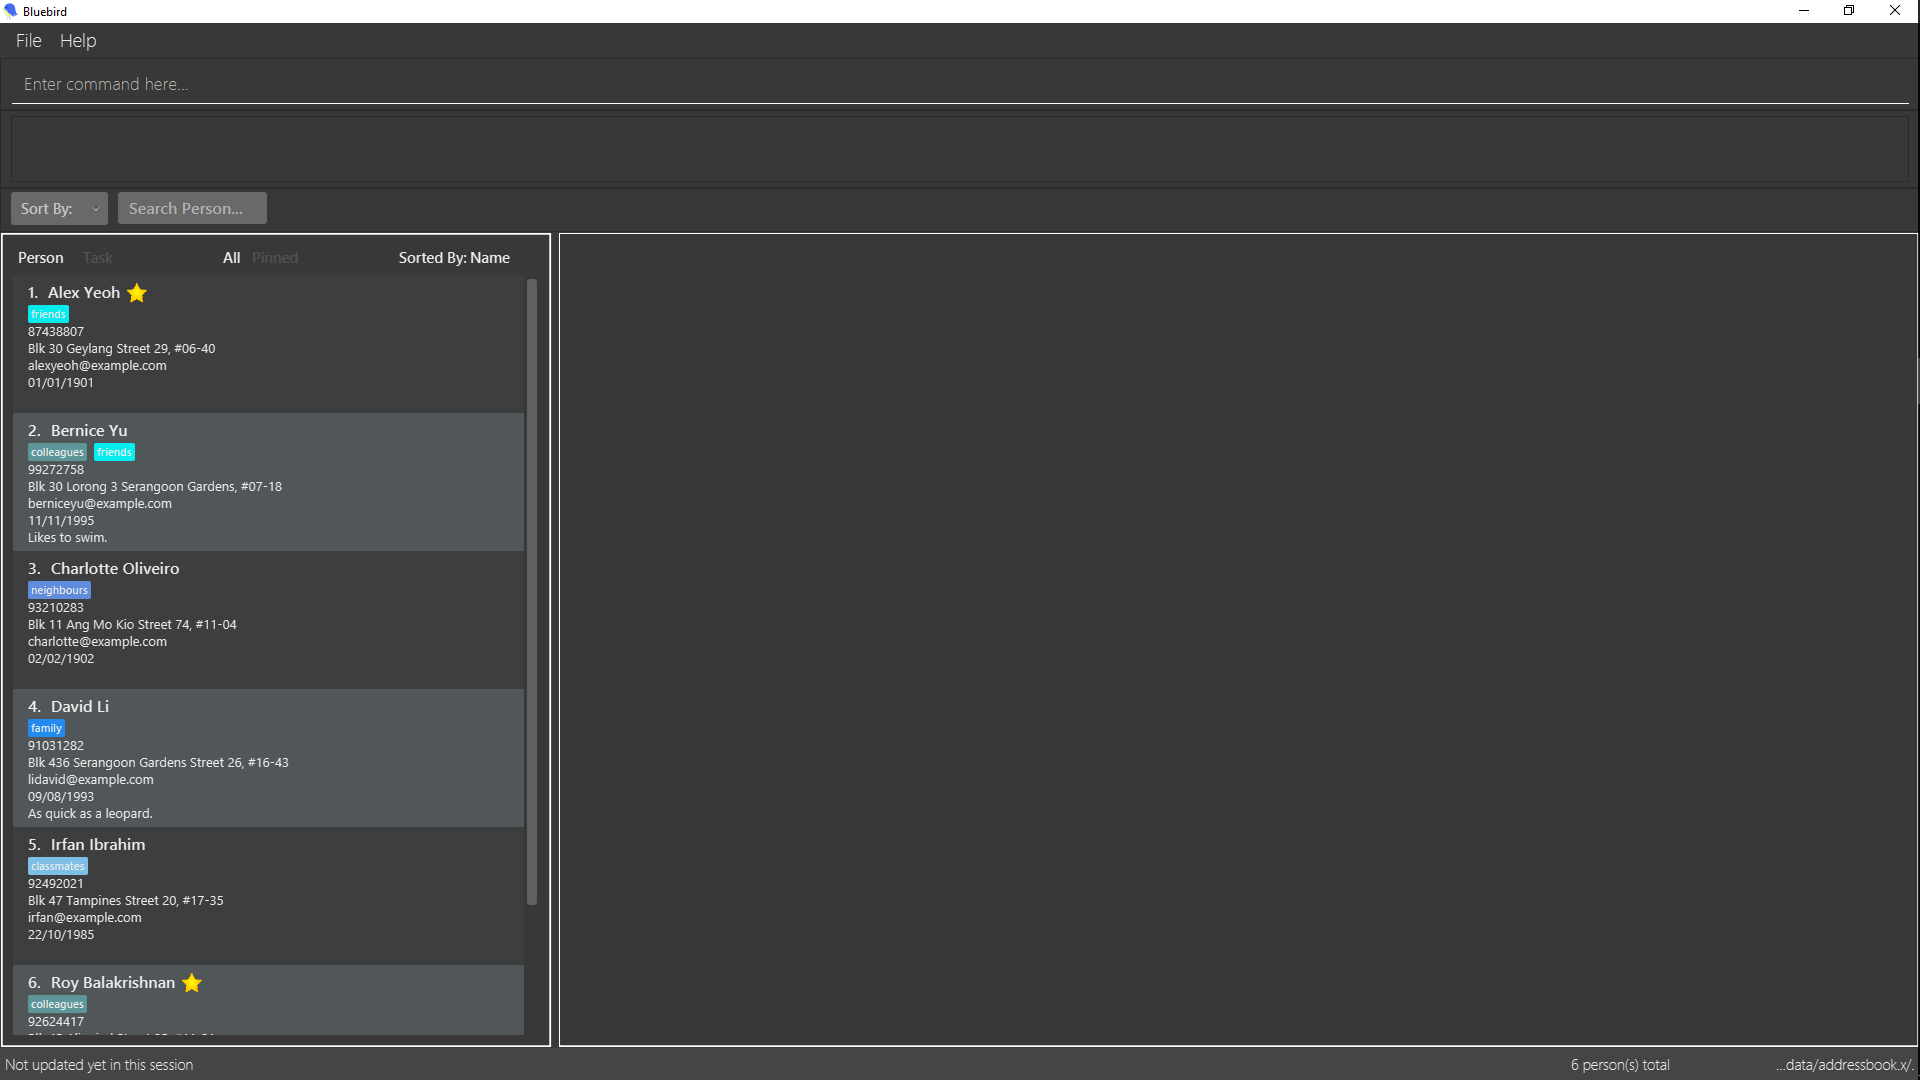 Bluebird
File Help
Enter command here...
Sort By: Search Person...
Person Task All Pinned Sorted By: Name
1. Alex Yeoh
friends
87438807
Blk 30 Geylang Street 29, #06-40
alexyeoh@example.com
01/01/1901
2. Bernice Yu
colleagues friends
99272758
Blk 30 Lorong 3 Serangoon Gardens, #07-18
berniceyu@example.com
11/11/1995
Likes to swim.
3. Charlotte Oliveiro
neighbours
93210283
Blk 11 Ang Mo Kio Street 74, #11-04
charlotte@example.com
02/02/1902
4. David Li
family
91031282
Blk 436 Serangoon Gardens Street 26, #16-43
lidavid@example.com
09/08/1993
As quick as a leopard.
5. Irfan Ibrahim
classmates
92492021
Blk 47 Tampines Street 20, #17-35
irfan@example.com
22/10/1985
6. Roy Balakrishnan
colleagues
92624417
Not updated yet in this session
6 person(s) total
...data/addressbook.x/.